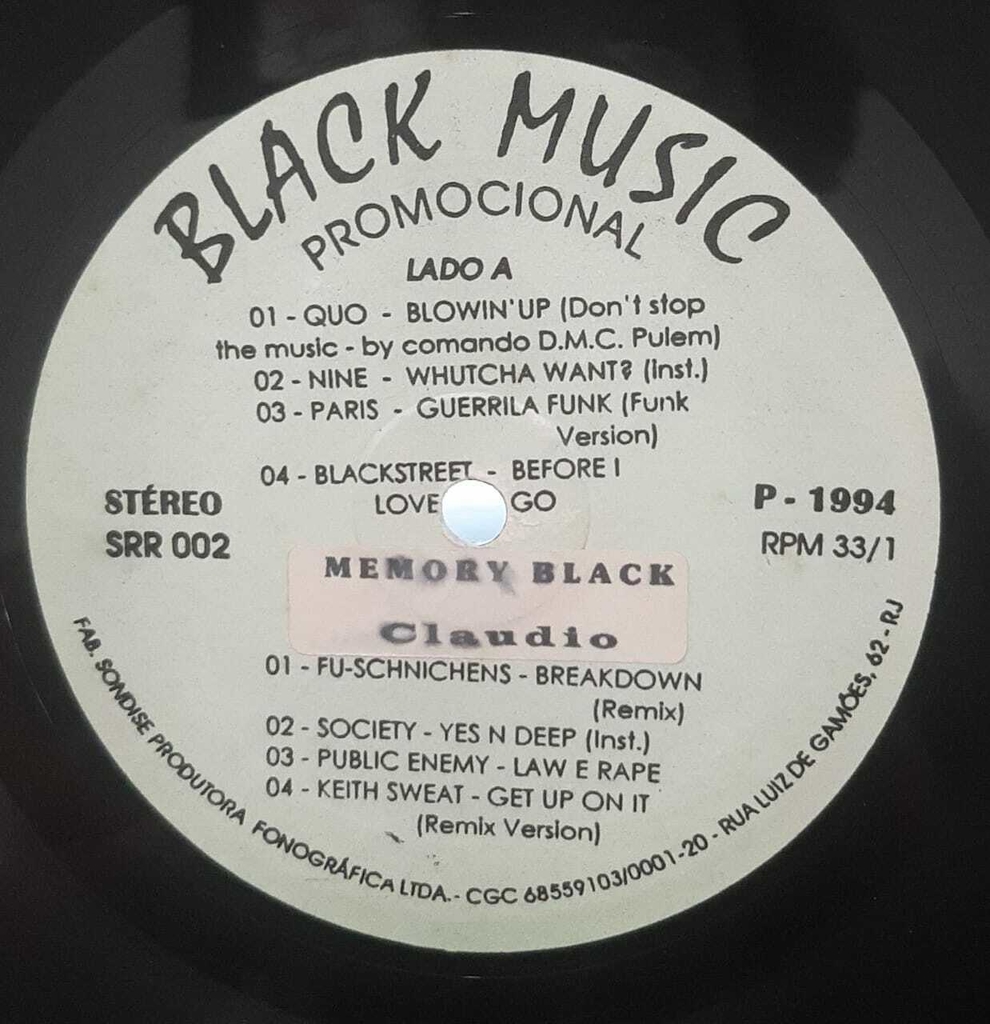 BLACK MUSIC
PROMOCIONAL
LADO A
01 - QUO - BLOWIN'UP (Don't stop
the music - by comando D.M.C. Pulem)
02 - NINE - WHUTCHA WANT? (Inst.)
03 - PARIS - GUERRILA FUNK (Funk
Version)
04 - BLACKSTREET - BEFORE I
LOVE GO
STÉREO
SRR 002
P - 1994
RPM 33/1
MEMORY BLACK
Claudio
01 - FU-SCHNICHENS - BREAKDOWN
(Remix)
02 - SOCIETY - YES N DEEP (Inst.)
03 - PUBLIC ENEMY - LAW E RAPE
04 - KEITH SWEAT - GET UP ON IT
(Remix Version)
FAB. SONDISE PRODUTORA FONOGRÁFICA LTDA. - CGC 68559103/0001-20 - RUA LUIZ DE GAMÕES, 62 - RJ